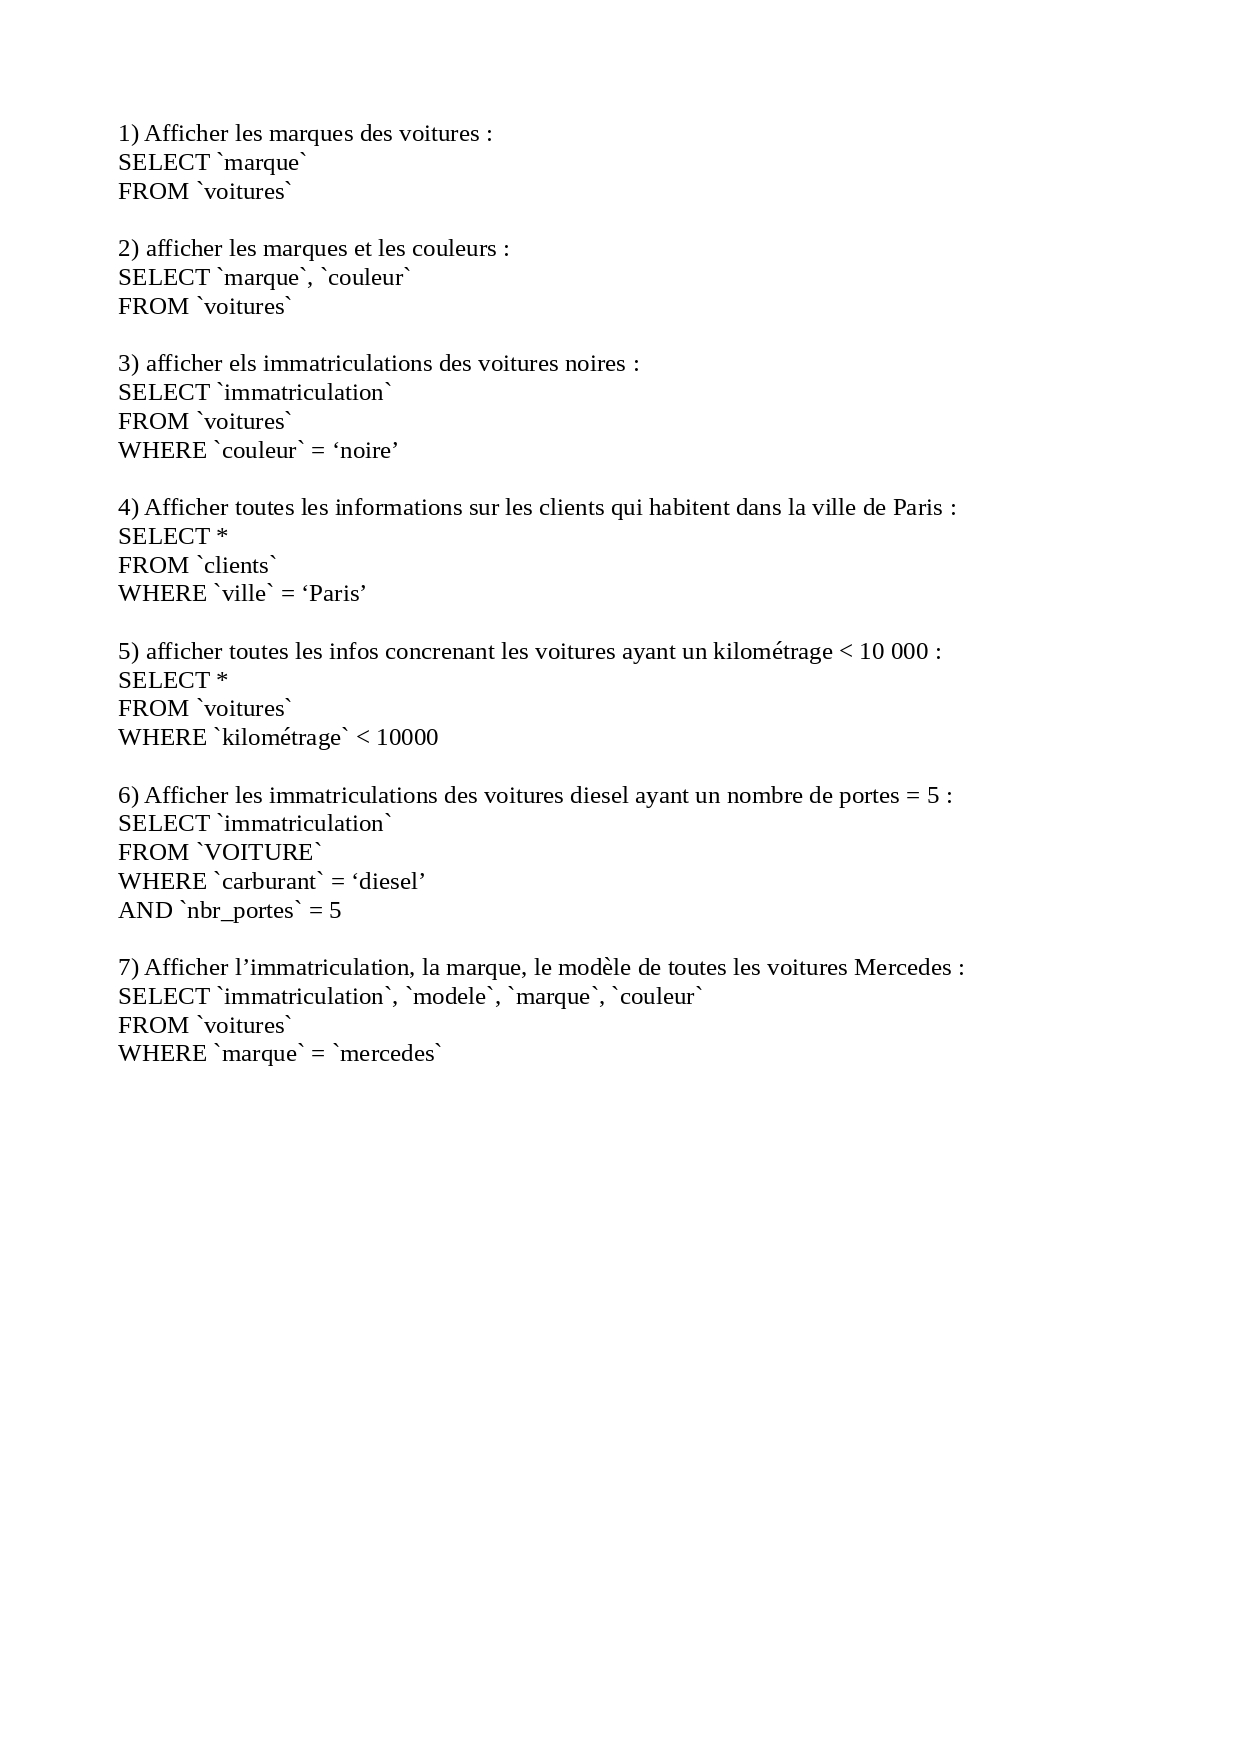 1) Afficher les marques des voitures :
SELECT `marque`
FROM `voitures`
2) afficher les marques et les couleurs :
SELECT `marque`, `couleur`
FROM `voitures`
3) afficher els immatriculations des voitures noires :
SELECT `immatriculation`
FROM `voitures`
WHERE `couleur` = ‘noire’
4) Afficher toutes les informations sur les clients qui habitent dans la ville de Paris :
SELECT *
FROM `clients`
WHERE `ville` = ‘Paris’
5) afficher toutes les infos concrenant les voitures ayant un kilométrage < 10 000 :
SELECT *
FROM `voitures`
WHERE `kilométrage` < 10000
6) Afficher les immatriculations des voitures diesel ayant un nombre de portes = 5 :
SELECT `immatriculation`
FROM `VOITURE`
WHERE `carburant` = ‘diesel’
AND `nbr_portes` = 5
7) Afficher l’immatriculation, la marque, le modèle de toutes les voitures Mercedes :
SELECT `immatriculation`, `modele`, `marque`, `couleur`
FROM `voitures`
WHERE `marque` = `mercedes`